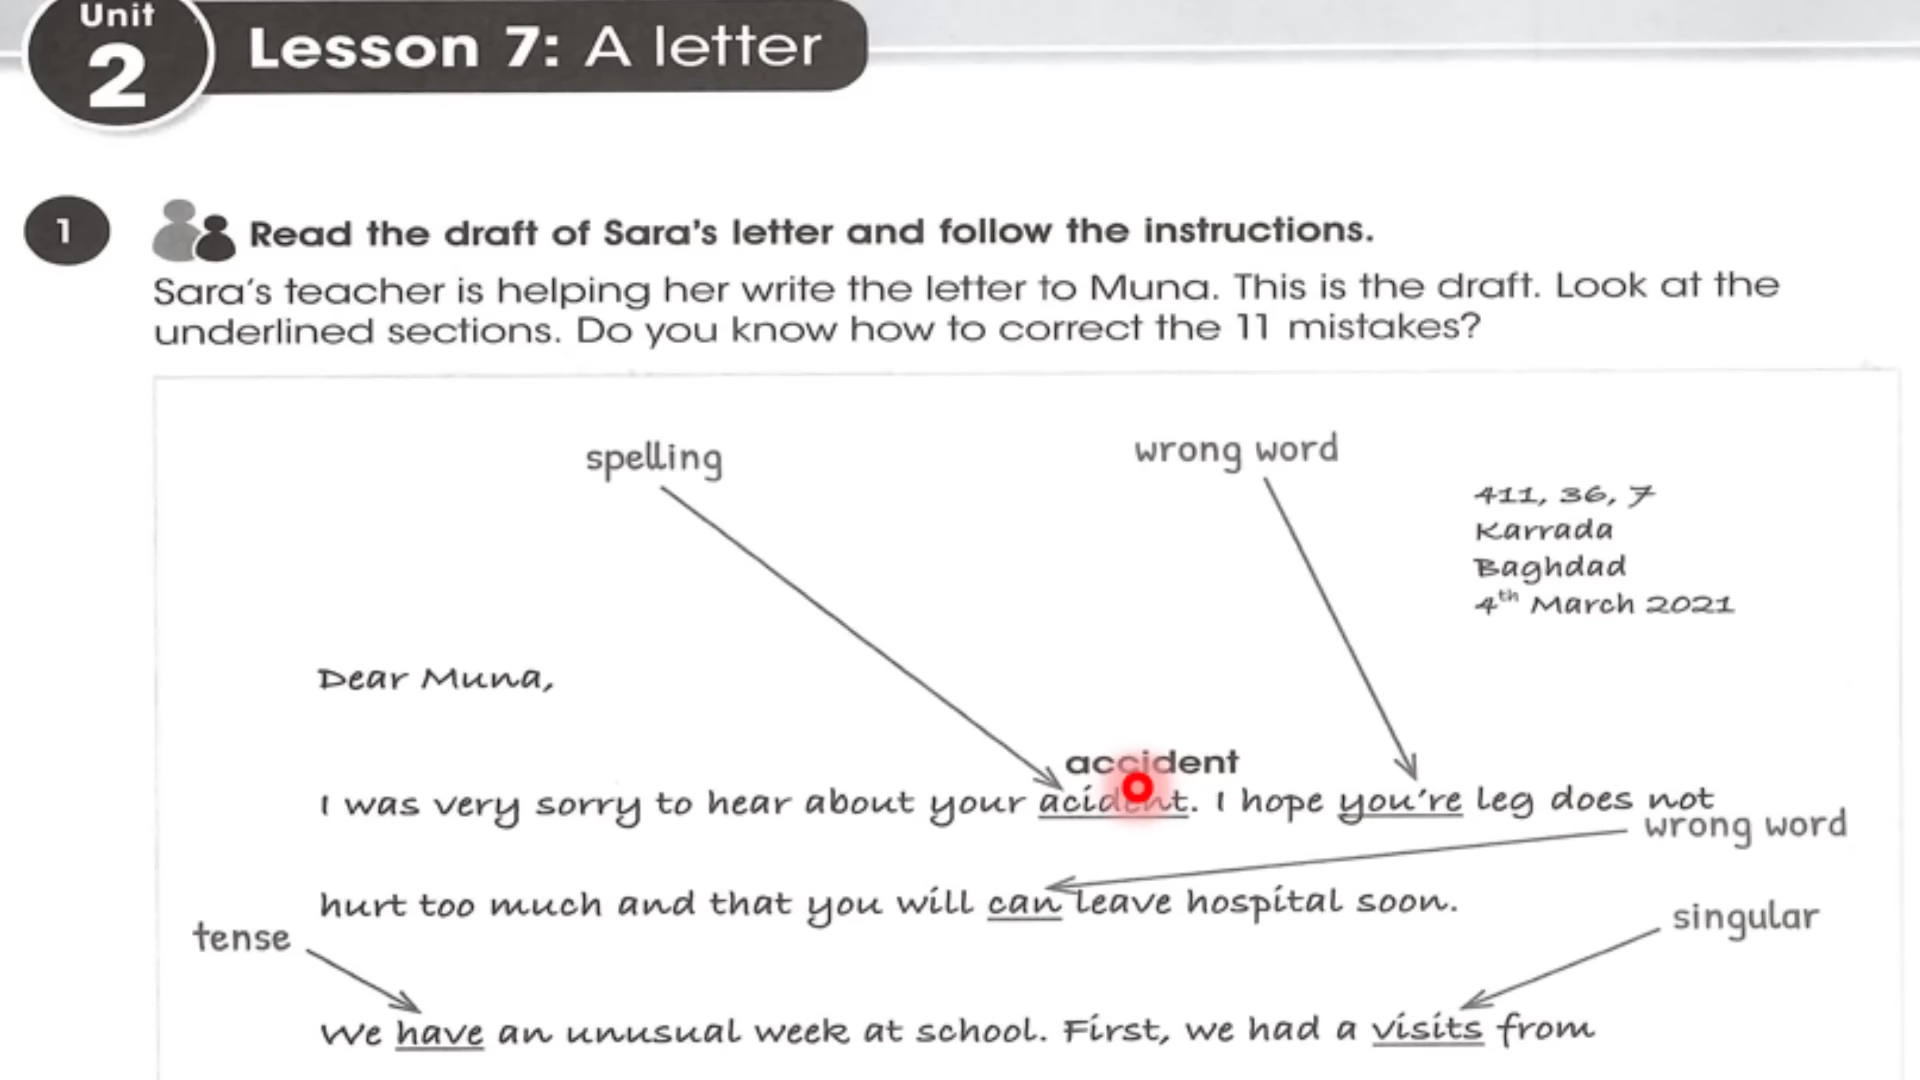 Unit
2
Lesson 7: A letter
1
Read the draft of Sara's letter and follow the instructions.
Sara's teacher is helping her write the letter to Muna. This is the draft. Look at the
underlined sections. Do you know how to correct the 11 mistakes?
spelling
wrong word
411, 36, 7
Karrada
Baghdad
4th March 2021
Dear Muna,
accident
I was very sorry to hear about your acident. I hope you're leg does not
wrong word
hurt too much and that you will can leave hospital soon.
tense
singular
We have an unusual week at school. First, we had a visits from